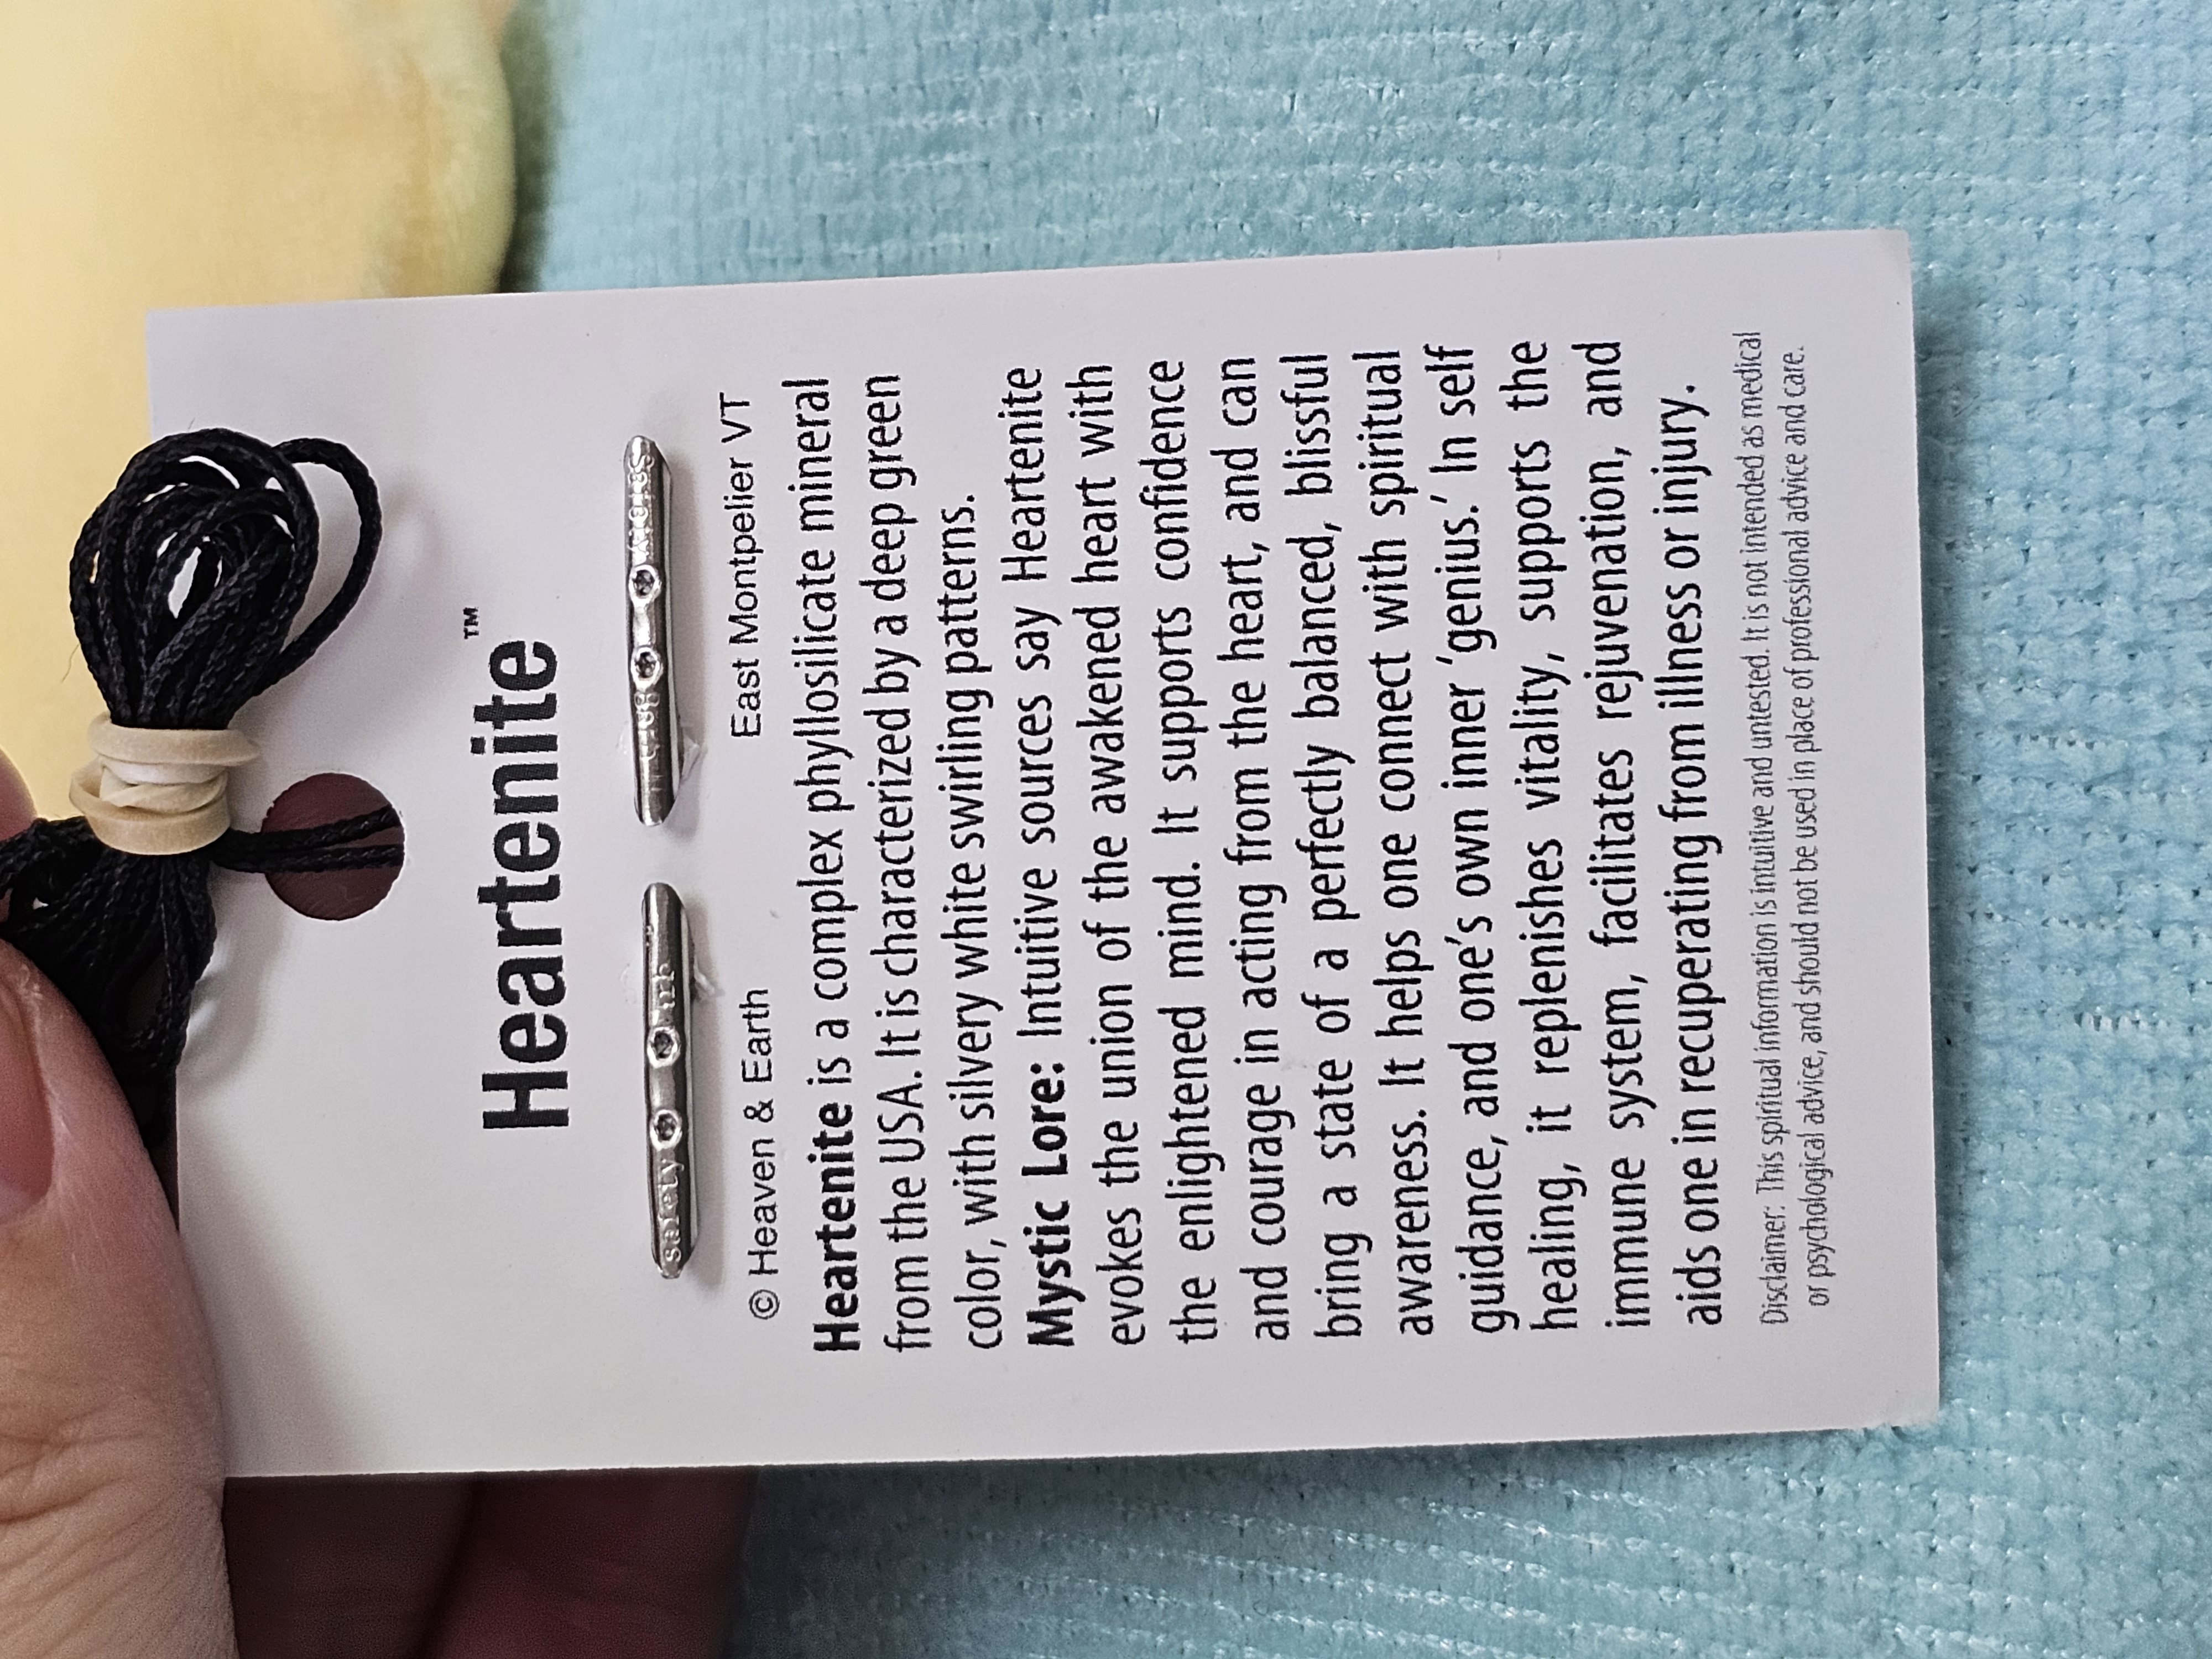 Heartenite™
safety
© Heaven & Earth East Montpelier VT
Heartenite is a complex phyllosilicate mineral
from the USA. It is characterized by a deep green
color, with silvery white swirling patterns.
Mystic Lore: Intuitive sources say Heartenite
evokes the union of the awakened heart with
the enlightened mind. It supports confidence
and courage in acting from the heart, and can
bring a state of a perfectly balanced, blissful
awareness. It helps one connect with spiritual
guidance, and one's own inner 'genius.' In self
healing, it replenishes vitality, supports the
immune system, facilitates rejuvenation, and
aids one in recuperating from illness or injury.
Disclaimer: This spiritual information is intuitive and untested. It is not intended as medical
or psychological advice, and should not be used in place of professional advice and care.